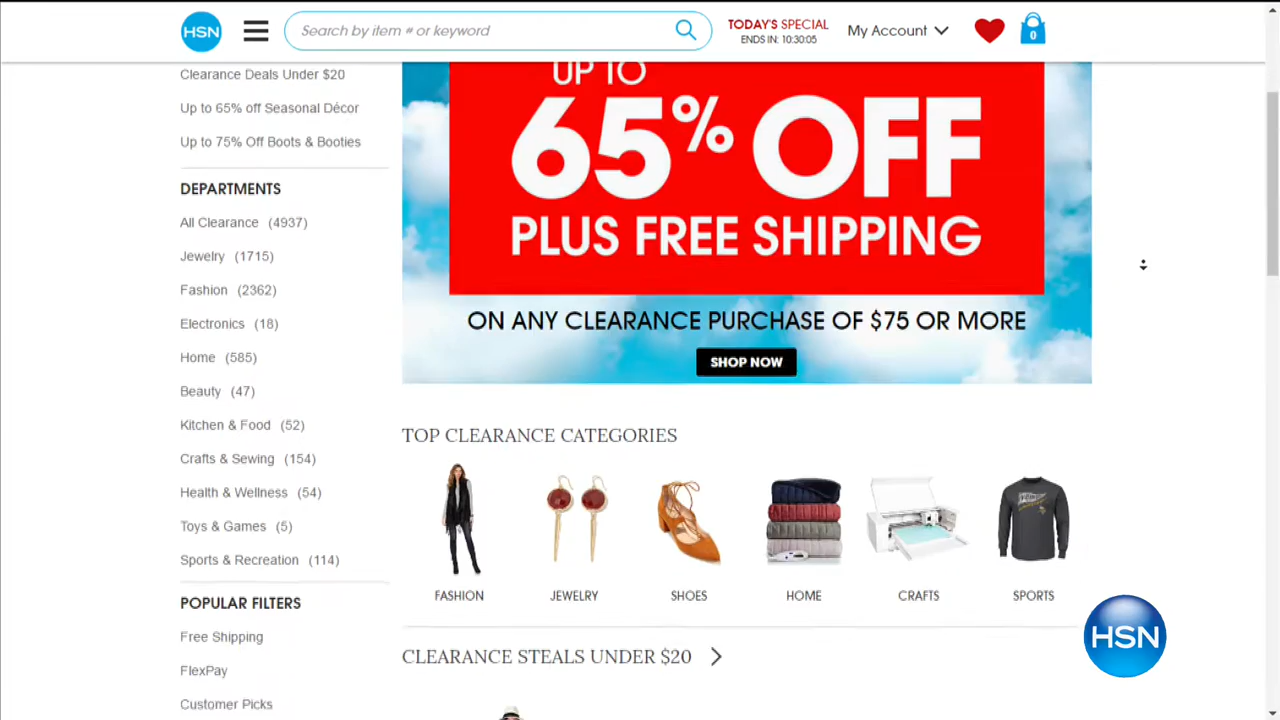 HSN
Search by item # or keyword
TODAY'S SPECIAL
ENDS IN: 10:30:05
My Account
0
Clearance Deals Under $20
Up to 65% off Seasonal Décor
Up to 75% Off Boots & Booties
DEPARTMENTS
All Clearance (4937)
Jewelry (1715)
Fashion (2362)
Electronics (18)
Home (585)
Beauty (47)
Kitchen & Food (52)
Crafts & Sewing (154)
Health & Wellness (54)
Toys & Games (5)
Sports & Recreation (114)
POPULAR FILTERS
Free Shipping
FlexPay
Customer Picks
UP TO
65% OFF
PLUS FREE SHIPPING
ON ANY CLEARANCE PURCHASE OF $75 OR MORE
SHOP NOW
TOP CLEARANCE CATEGORIES
FASHION
JEWELRY
SHOES
HOME
CRAFTS
SPORTS
CLEARANCE STEALS UNDER $20
HSN